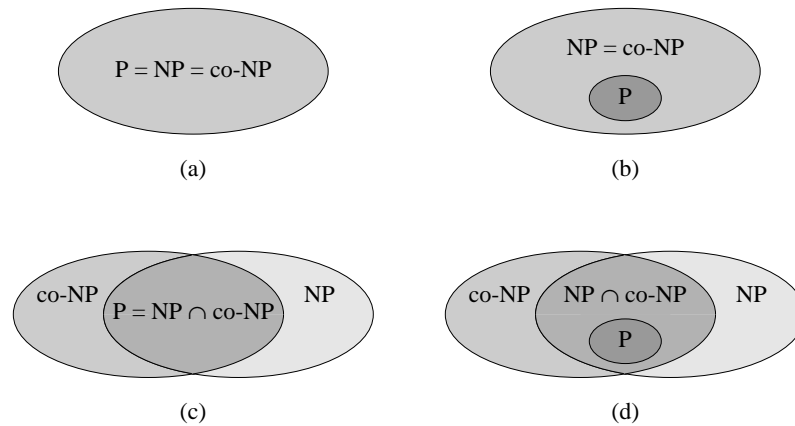 P = NP = co-NP
NP = co-NP
P
(a)
(b)
co-NP
P = NP ∩ co-NP
NP
co-NP
NP ∩ co-NP
NP
P
(c)
(d)